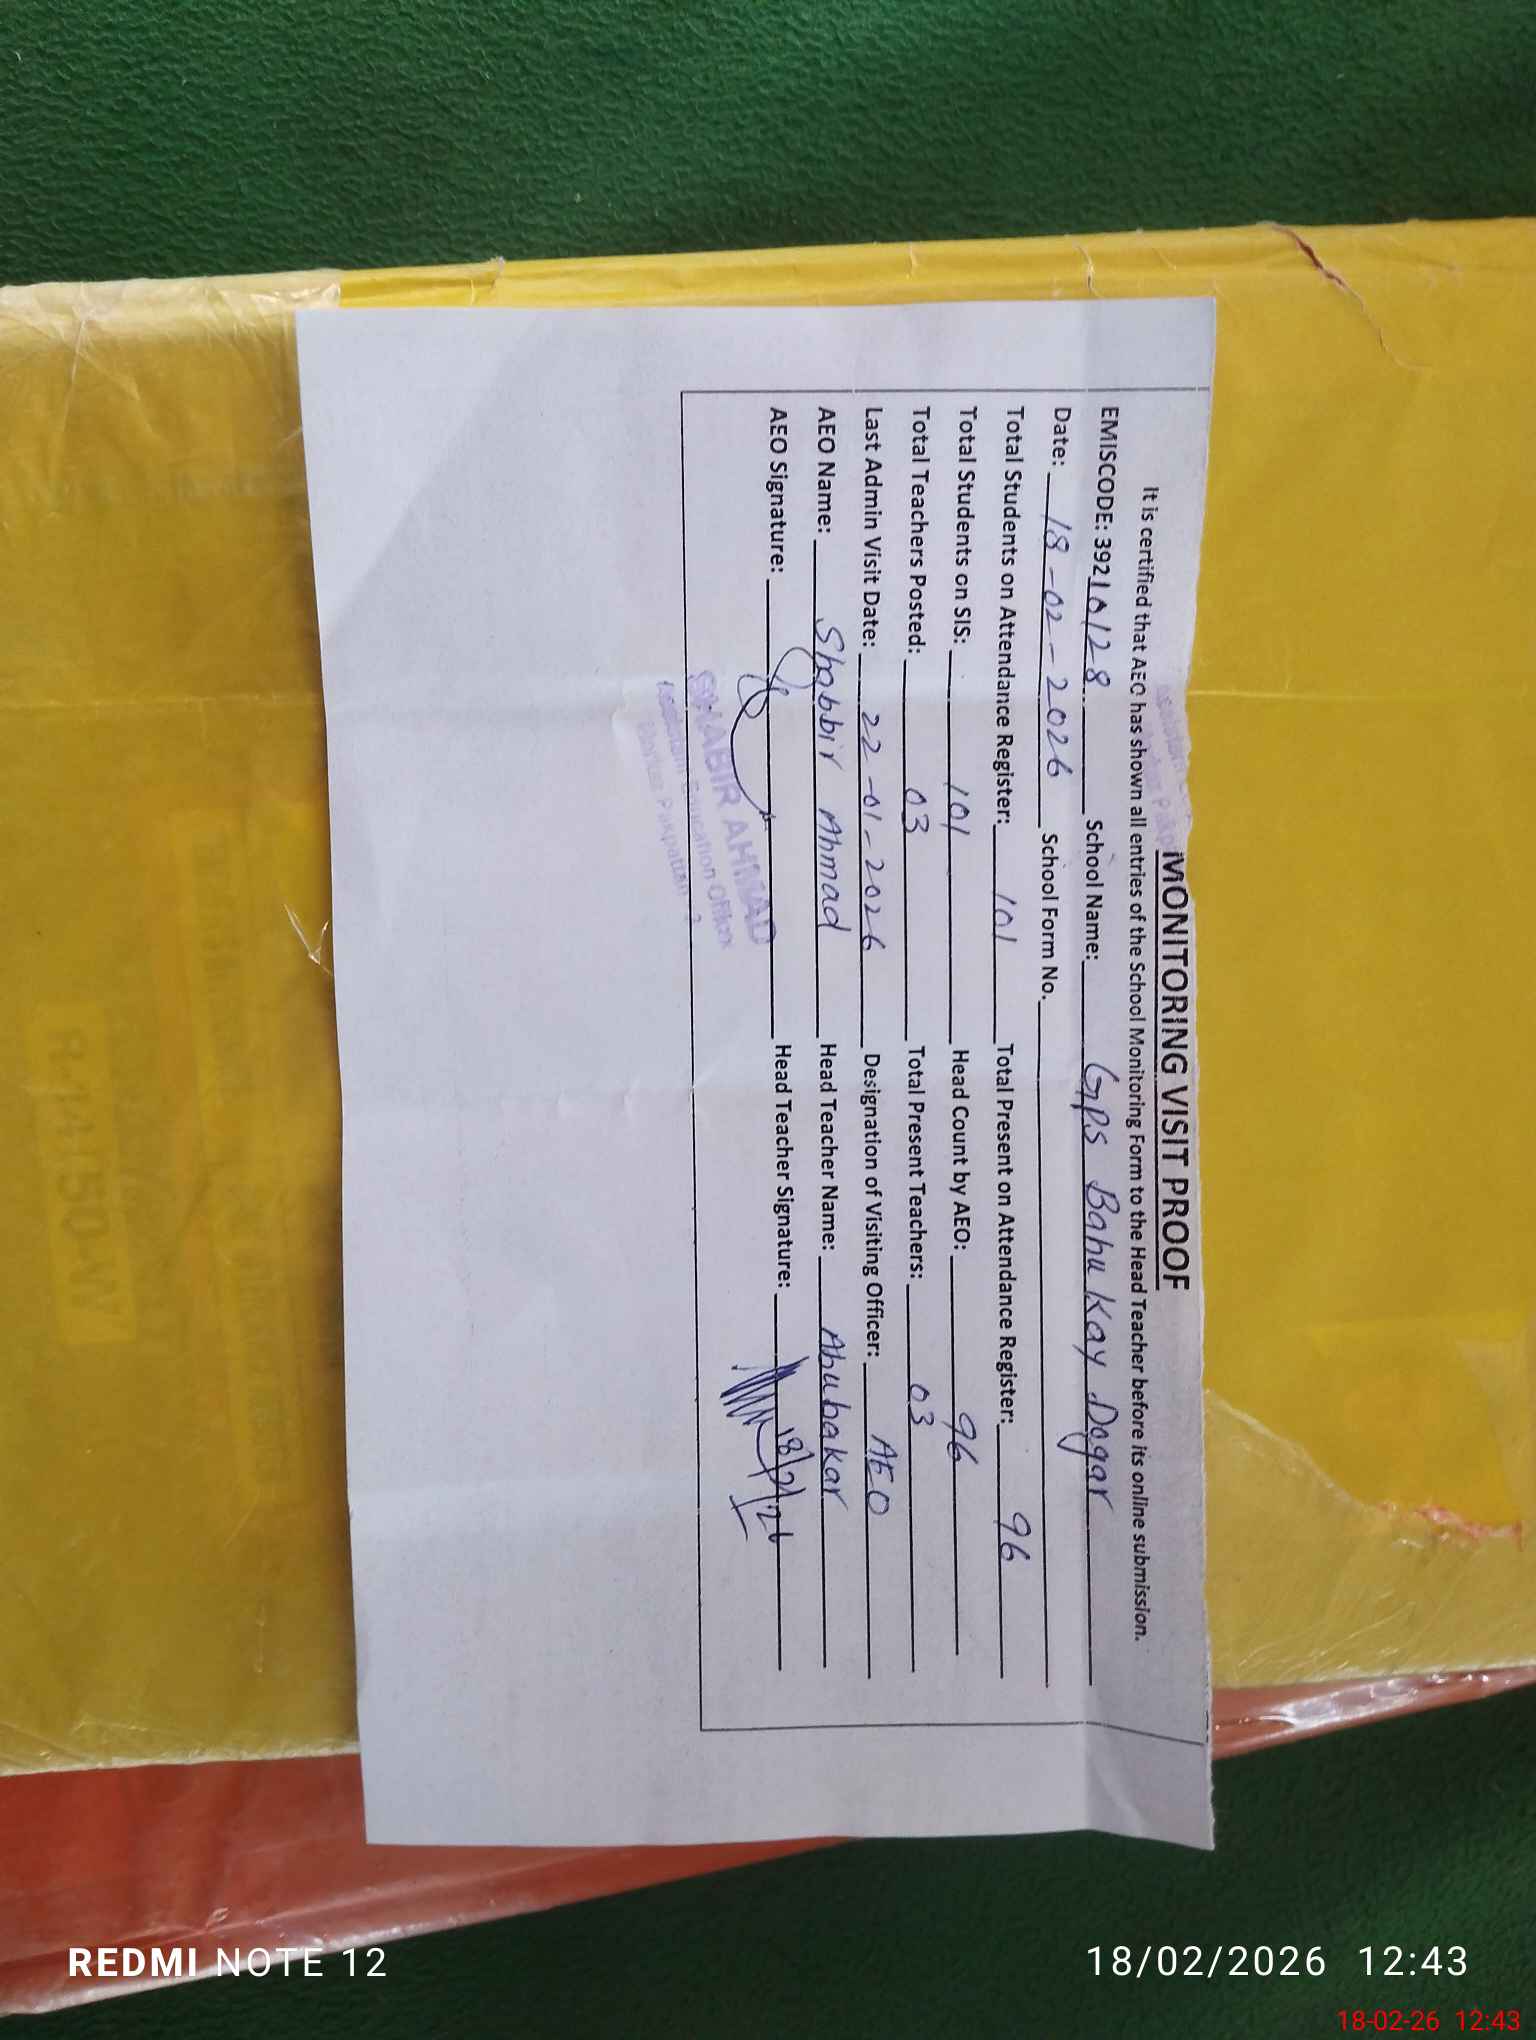 MONITORING VISIT PROOF
It is certified that AEO has shown all entries of the School Monitoring Form to the Head Teacher before its online submission.
EMISCODE: 39210128 School Name: GPS Babu Kay Dogar
Date: 18-02-2026 School Form No.
Total Students on Attendance Register: 101 Total Present on Attendance Register: 96
Total Students on SIS: 101 Head Count by AEO: 96
Total Teachers Posted: 03 Total Present Teachers: 03
Last Admin Visit Date: 22-01-2026 Designation of Visiting Officer: AEO
AEO Name: Shabbir Ahmad Head Teacher Name: Abubakar
AEO Signature: Head Teacher Signature: 18/2/26
SHABIR AHMAD
Assistant Education Officer
Pakpattan
REDMI NOTE 12
18/02/2026 12:43
18-02-26 12:43